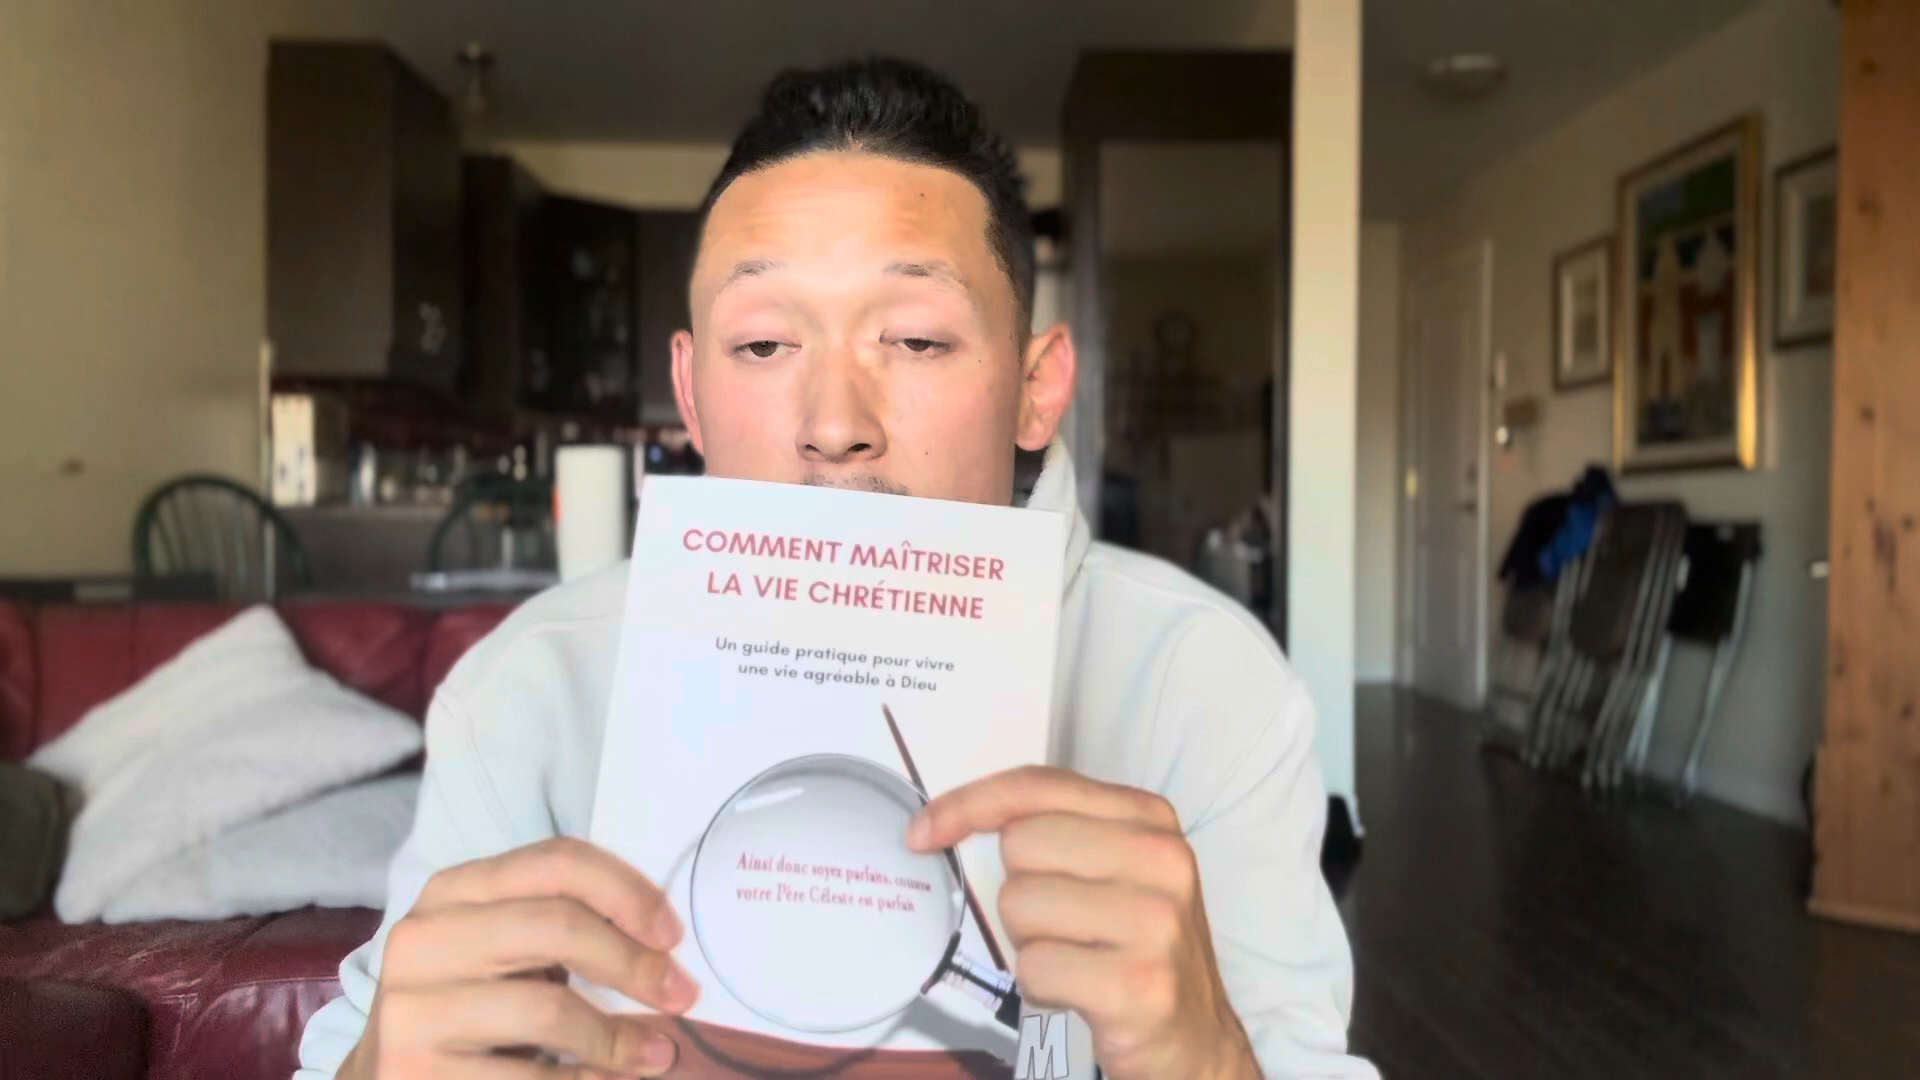 COMMENT MAÎTRISER
LA VIE CHRÉTIENNE
Un guide pratique pour vivre
une vie agréable à Dieu
Ainsi donc soyez parfaits, comme
votre Père Céleste est parfait
M